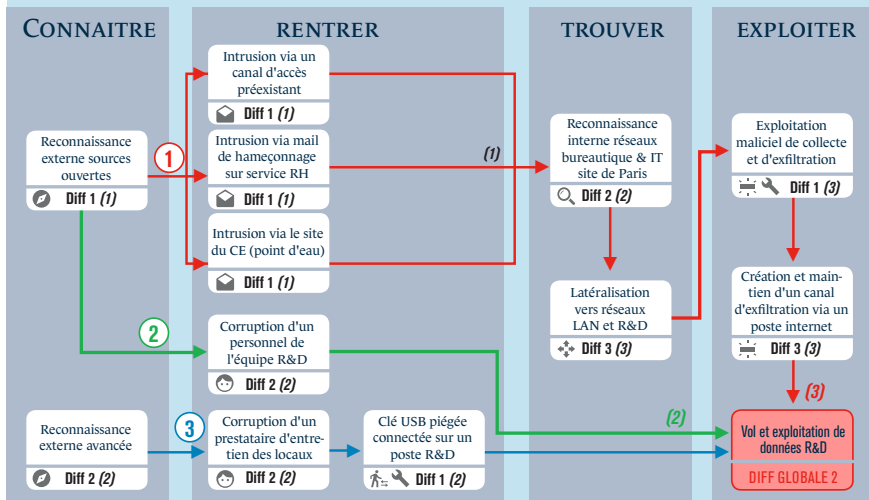 CONNAITRE
RENTRER
TROUVER
EXPLOITER
Reconnaissance
externe sources
ouvertes
Diff 1 (1)
1
Intrusion via un
canal d'accès
préexistant
Diff 1 (1)
Intrusion via mail
de hameçonnage
sur service RH
Diff 1 (1)
Intrusion via le site
du CE (point d'eau)
Diff 1 (1)
(1)
Reconnaissance
interne réseaux
bureautique & IT
site de Paris
Diff 2 (2)
Latéralisation
vers réseaux
LAN et R&D
Diff 3 (3)
Exploitation
maliciel de collecte
et d'exfiltration
Diff 1 (3)
Création et main-
tien d'un canal
d'exfiltration via un
poste internet
Diff 3 (3)
(3)
2
Corruption d'un
personnel de
l'équipe R&D
Diff 2 (2)
(2)
Reconnaissance
externe avancée
Diff 2 (2)
3
Corruption d'un
prestataire d'entre-
tien des locaux
Diff 2 (2)
Clé USB piégée
connectée sur un
poste R&D
Diff 1 (2)
Vol et exploitation de
données R&D
DIFF GLOBALE 2